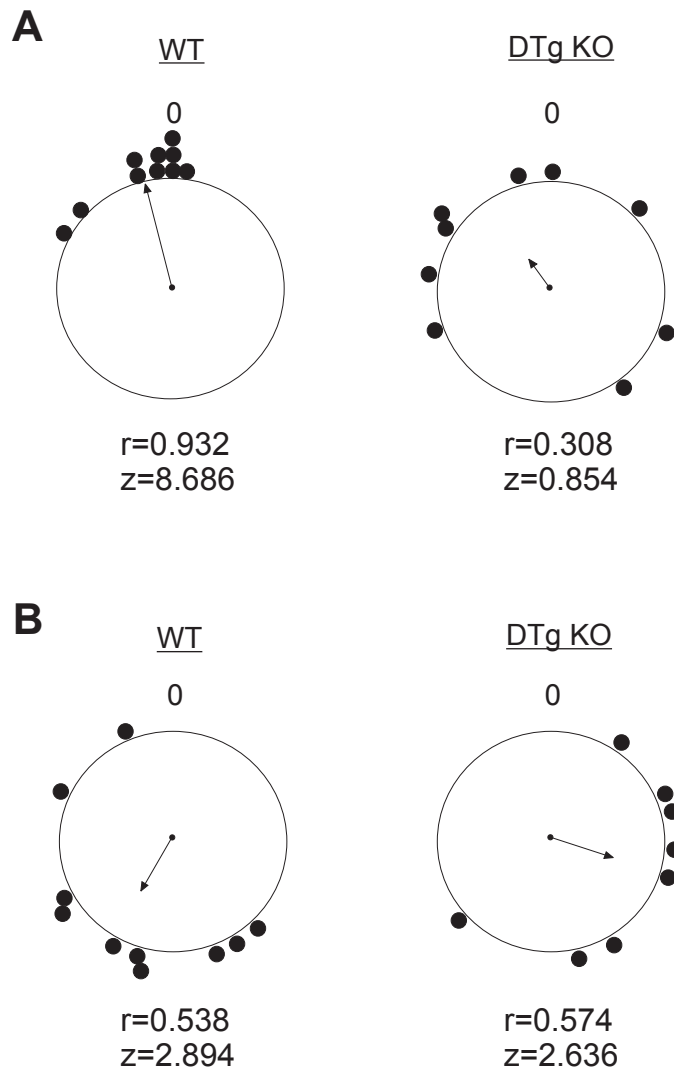 A
WT
DTg KO
0
0
r=0.932
z=8.686
r=0.308
z=0.854
B
WT
DTg KO
0
0
r=0.538
z=2.894
r=0.574
z=2.636